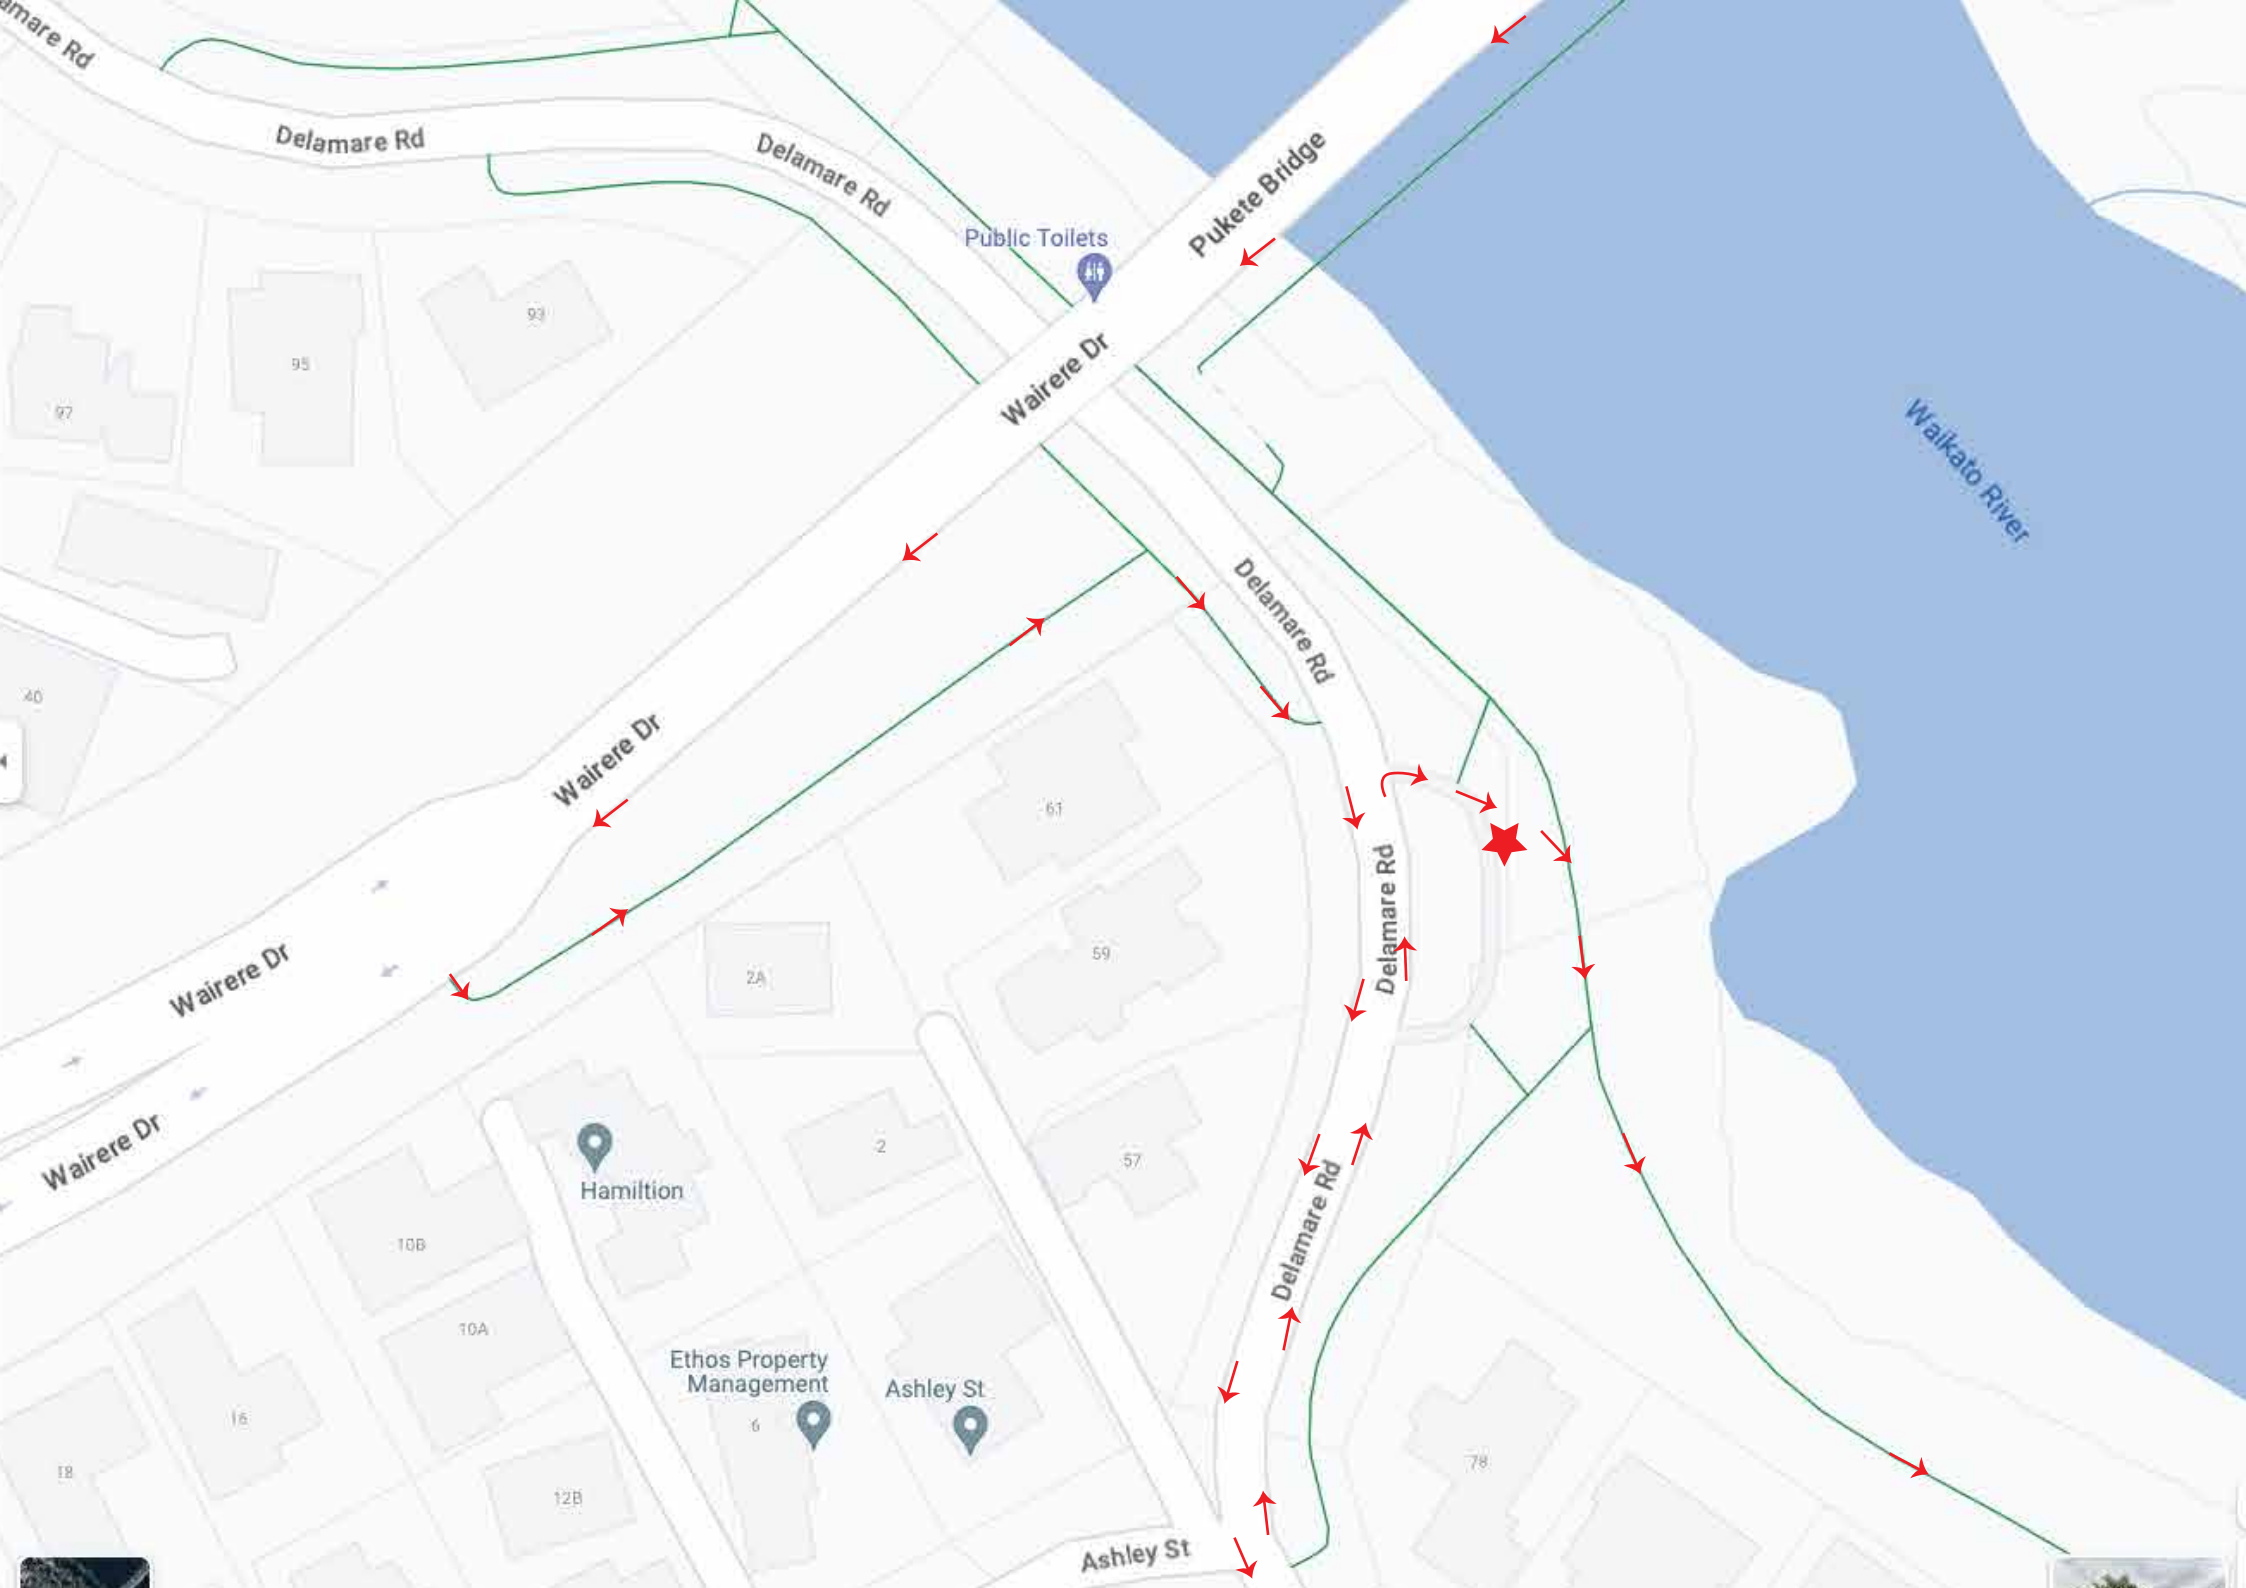 amare Rd
Delamare Rd
Delamare Rd
Pukete Bridge
Public Toilets
Wairere Dr
93
95
97
Waikato River
Delamare Rd
40
Wairere Dr
61
Delamare Rd
59
Wairere Dr
2A
Wairere Dr
2
57
Hamiltion
Delamare Rd
10B
10A
Ethos Property
Management
Ashley St
16
6
78
18
12B
Ashley St